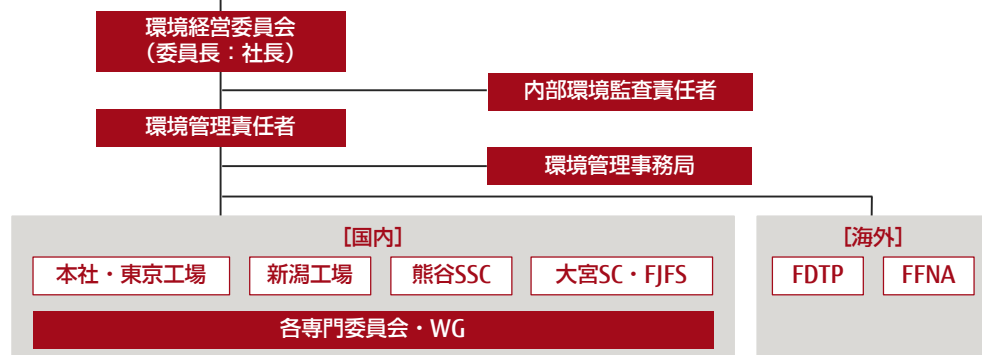 環境経営委員会
（委員長：社長）
内部環境監査責任者
環境管理責任者
環境管理事務局
［国内］
本社・東京工場
新潟工場
熊谷SSC
大宮SC・FJFS
各専門委員会・WG
［海外］
FDTP
FFNA